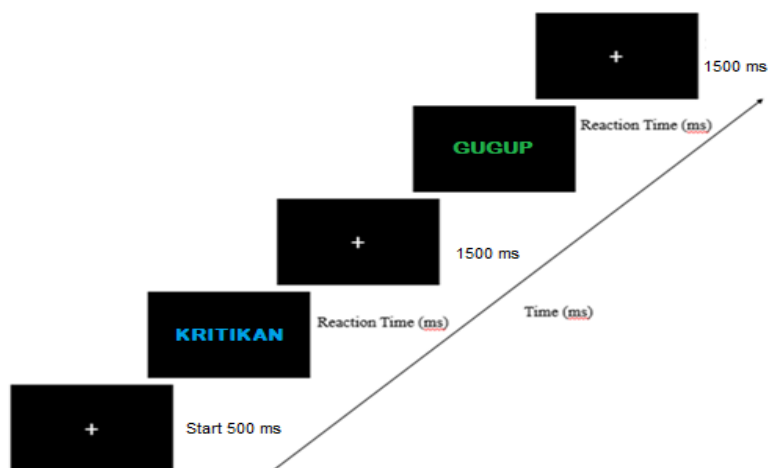 +
1500 ms
Reaction Time (ms)
GUGUP
+
1500 ms
Time (ms)
Reaction Time (ms)
KRITIKAN
+
Start 500 ms